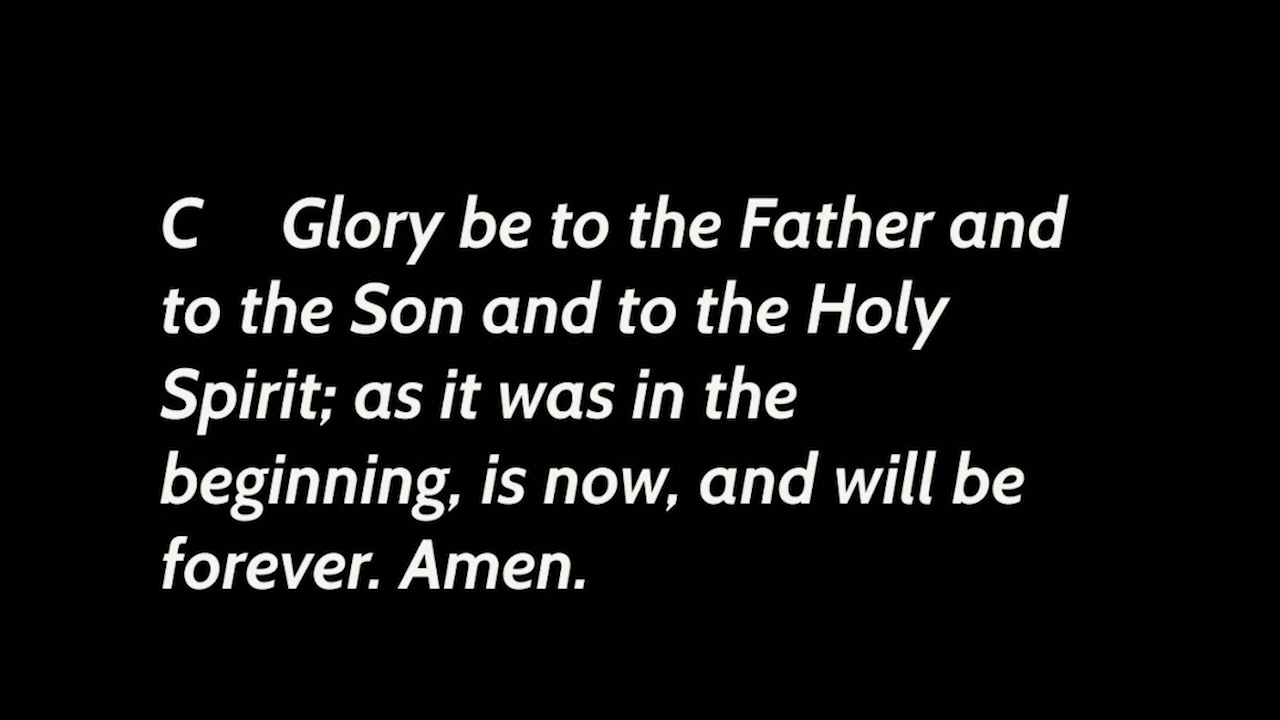 C Glory be to the Father and
to the Son and to the Holy
Spirit; as it was in the
beginning, is now, and will be
forever. Amen.